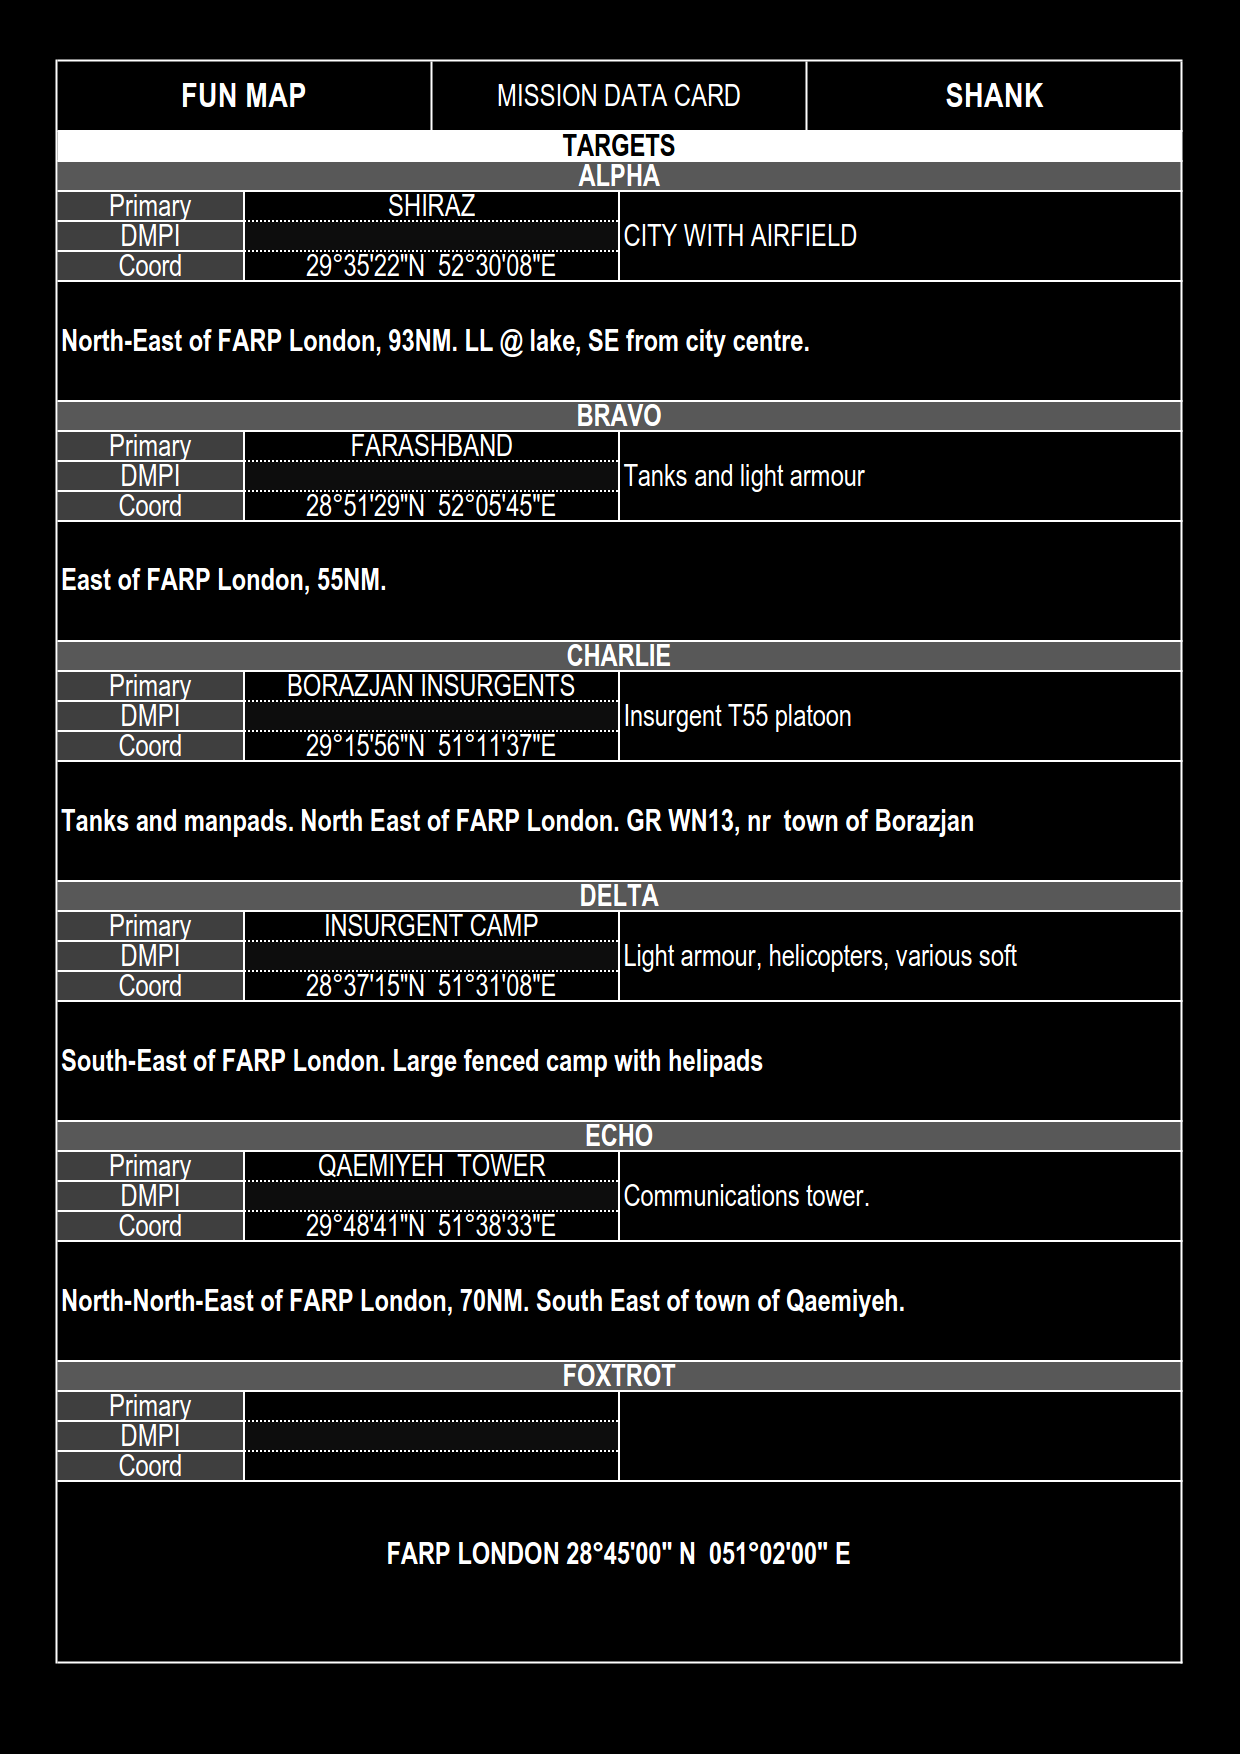 FUN MAP
MISSION DATA CARD
SHANK
TARGETS
ALPHA
Primary
SHIRAZ
DMPI
CITY WITH AIRFIELD
Coord
29°35'22"N  52°30'08"E
North-East of FARP London, 93NM. LL @ lake, SE from city centre.
BRAVO
Primary
FARASHBAND
DMPI
Tanks and light armour
Coord
28°51'29"N  52°05'45"E
East of FARP London, 55NM.
CHARLIE
Primary
BORAZJAN INSURGENTS
DMPI
Insurgent T55 platoon
Coord
29°15'56"N  51°11'37"E
Tanks and manpads. North East of FARP London. GR WN13, nr  town of Borazjan
DELTA
Primary
INSURGENT CAMP
DMPI
Light armour, helicopters, various soft
Coord
28°37'15"N  51°31'08"E
South-East of FARP London. Large fenced camp with helipads
ECHO
Primary
QAEMIYEH  TOWER
DMPI
Communications tower.
Coord
29°48'41"N  51°38'33"E
North-North-East of FARP London, 70NM. South East of town of Qaemiyeh.
FOXTROT
Primary
DMPI
Coord
FARP LONDON 28°45'00" N  051°02'00" E